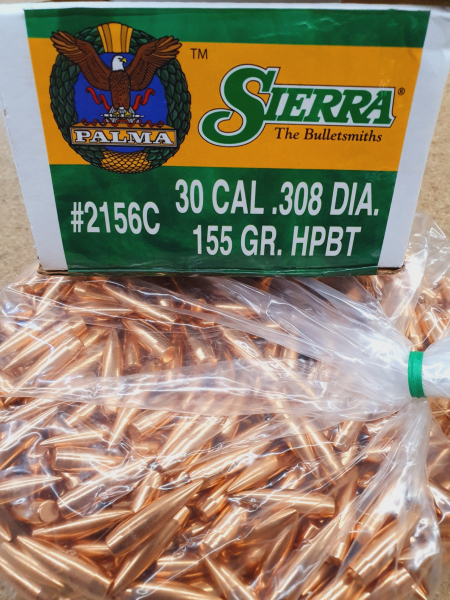 PALMA
TM
SIERRA®
The Bulletsmiths
#2156C
30 CAL .308 DIA.
155 GR. HPBT